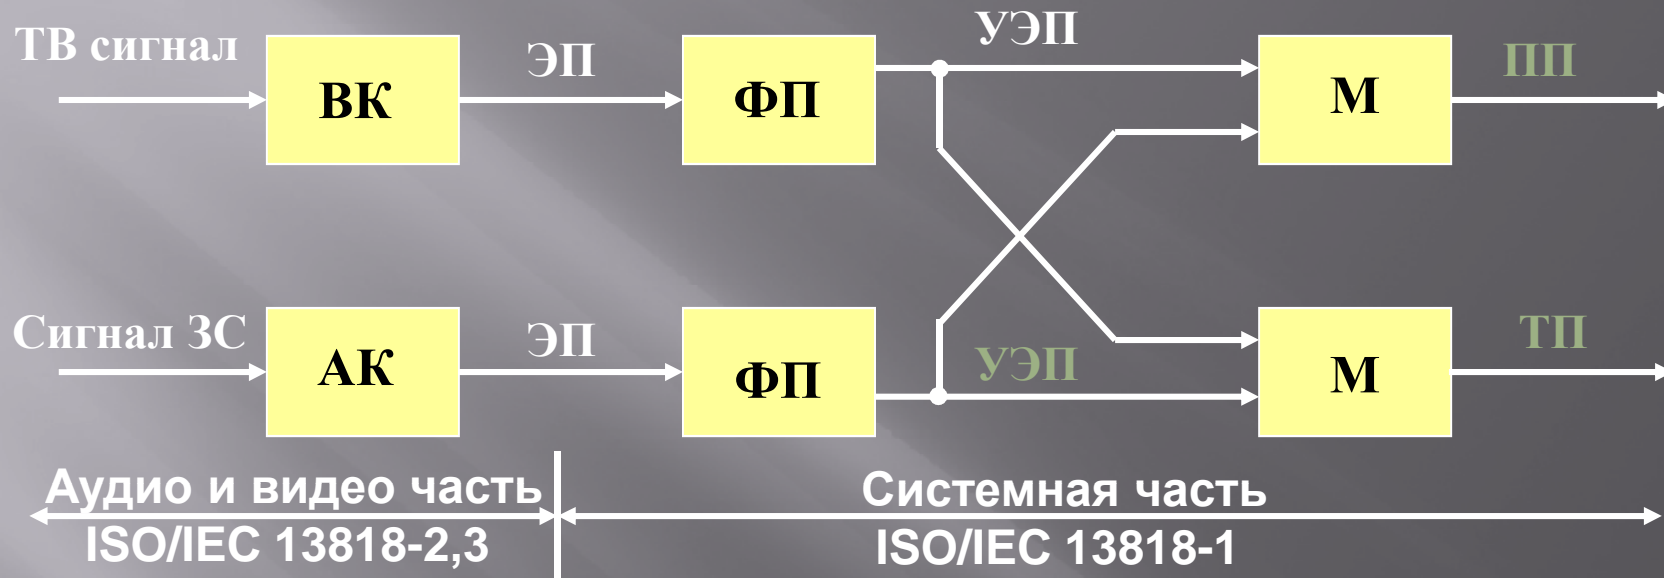 ТВ сигнал
ВК
ЭП
ФП
УЭП
М
ПП
Сигнал ЗС
АК
ЭП
ФП
УЭП
М
ТП
Аудио и видео часть
ISO/IEC 13818-2,3
Системная часть
ISO/IEC 13818-1